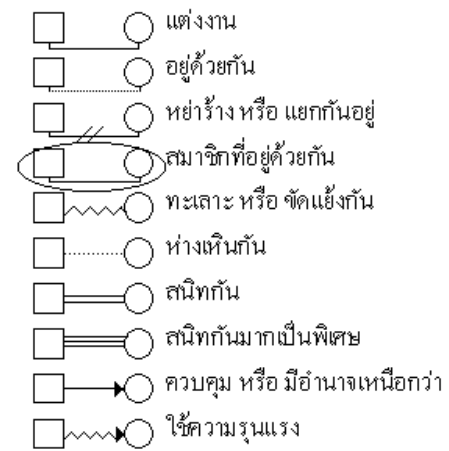 แต่งงาน
อยู่ด้วยกัน
หย่าร้าง หรือ แยกกันอยู่
สมาชิกที่อยู่ด้วยกัน
ทะเลาะ หรือ ขัดแย้งกัน
ห่างเหินกัน
สนิทกัน
สนิทกันมากเป็นพิเศษ
ควบคุม หรือ มีอำนาจเหนือกว่า
ใช้ความรุนแรง